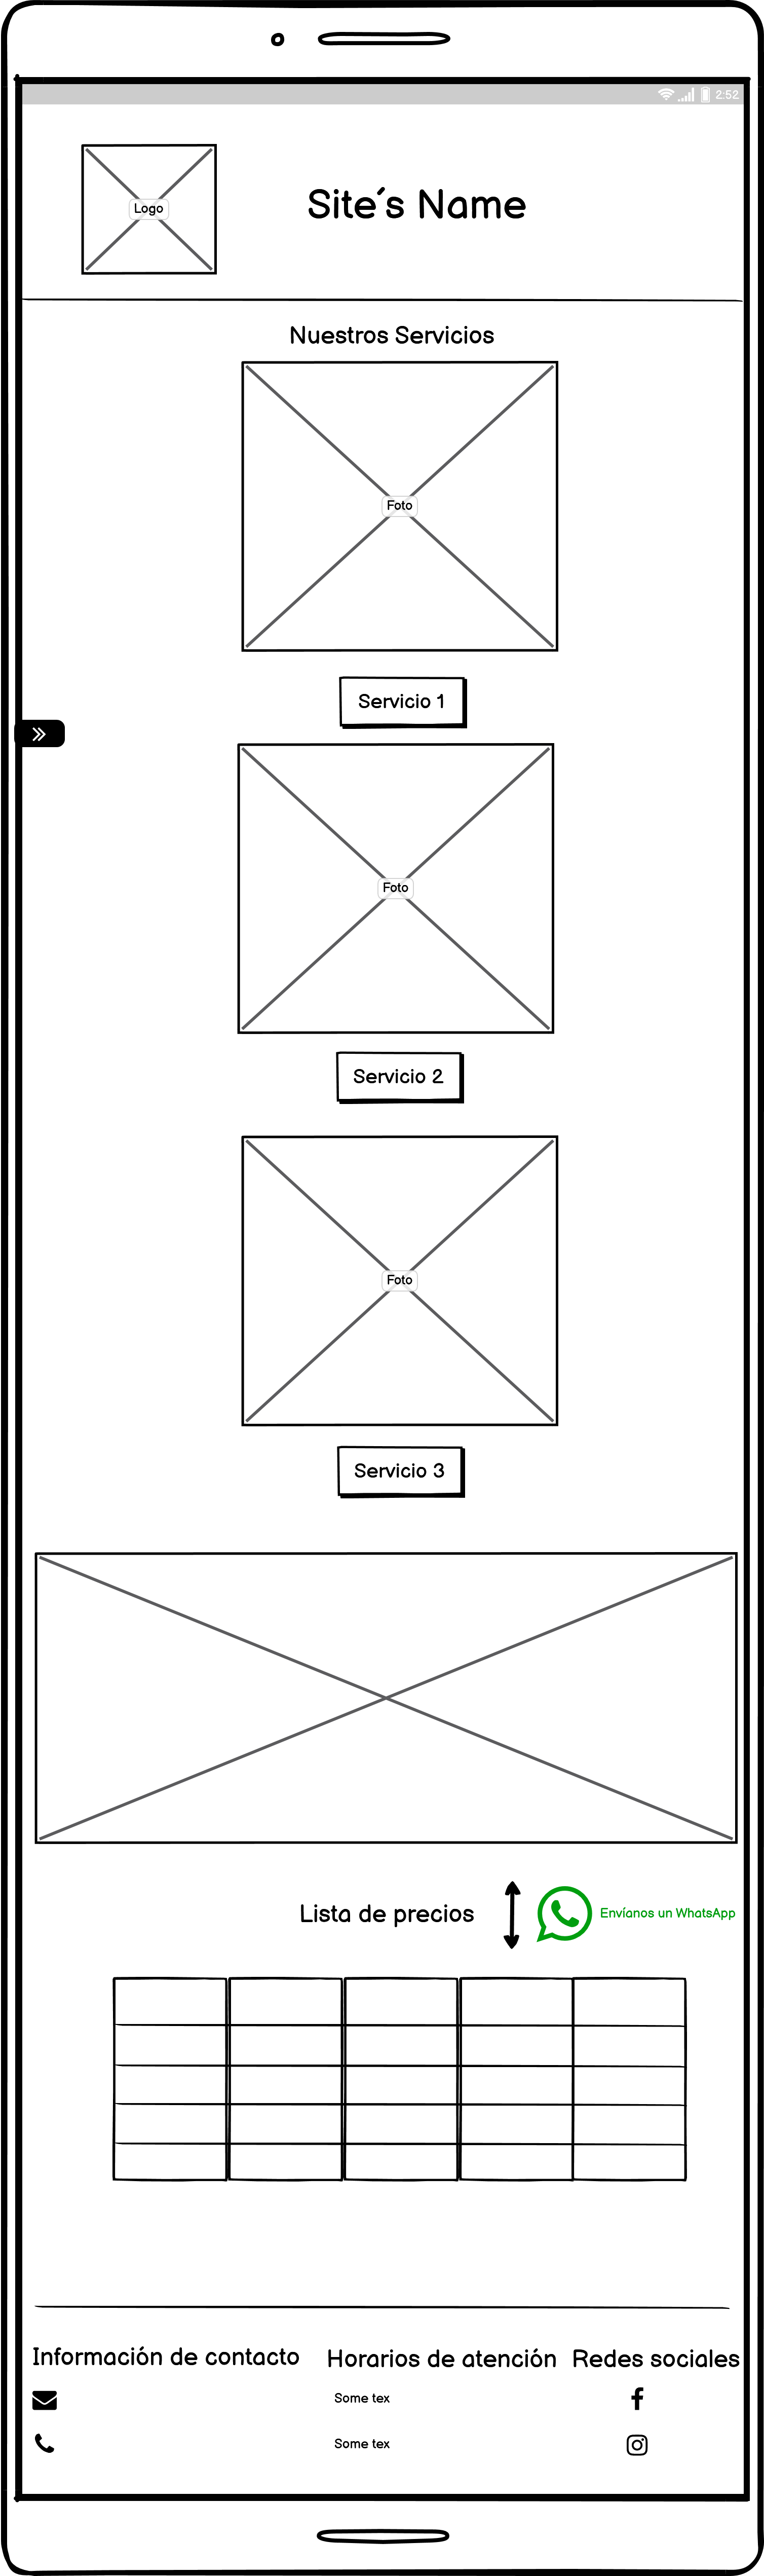 2:52
Logo
Site´s Name
Nuestros Servicios
Foto
Servicio 1
Foto
Servicio 2
Foto
Servicio 3
Lista de precios
Envíanos un WhatsApp
Información de contacto
Horarios de atención
Redes sociales
Some tex
Some tex